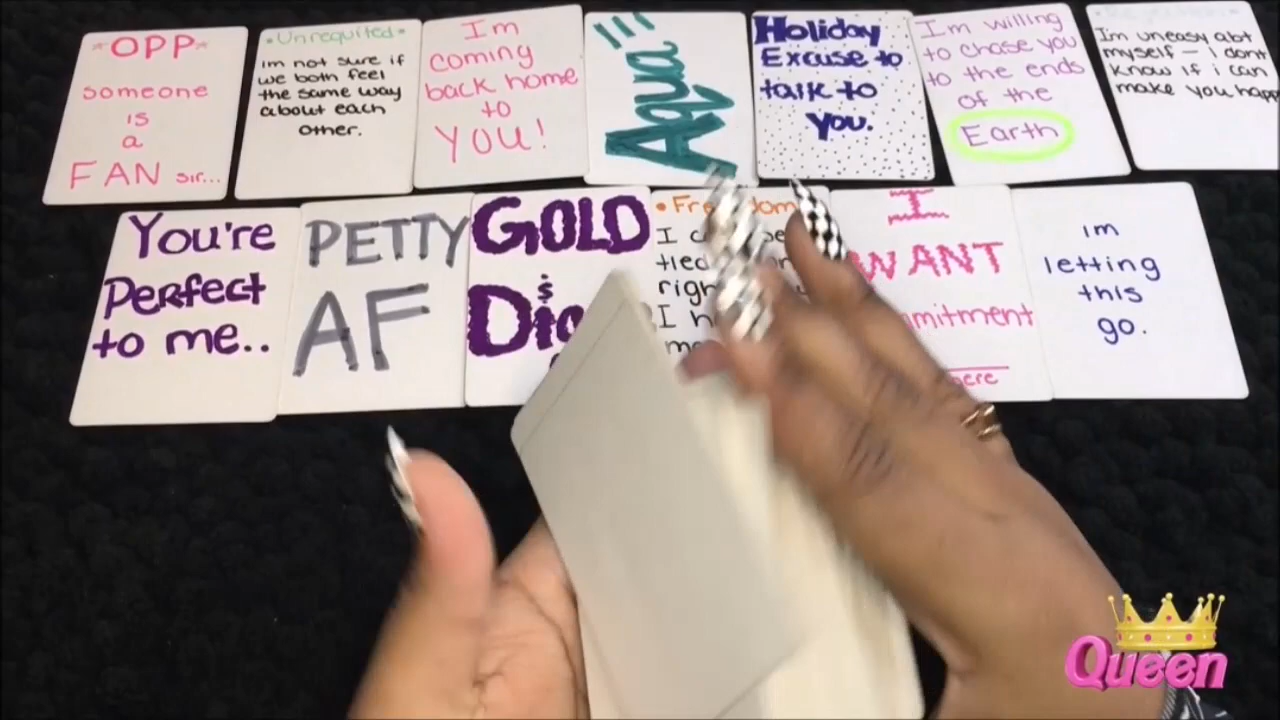 *OPP*
someone
is
a
FAN sir...
•Unrequited•
im not sure if
we both feel
the same way
about each
other.
Im
coming
back home
to
YOU!
Aqua
Holiday
Excuse to
talk to
You.
Im willing
to chase you
to the ends
of the
Earth
Im uneasy abt
myself - i dont
know if i can
make you happ
You're
Perfect
to me..
PETTY
AF
GOLD
&
I
right
I
I
WANT
im
letting
this
go.
Queen